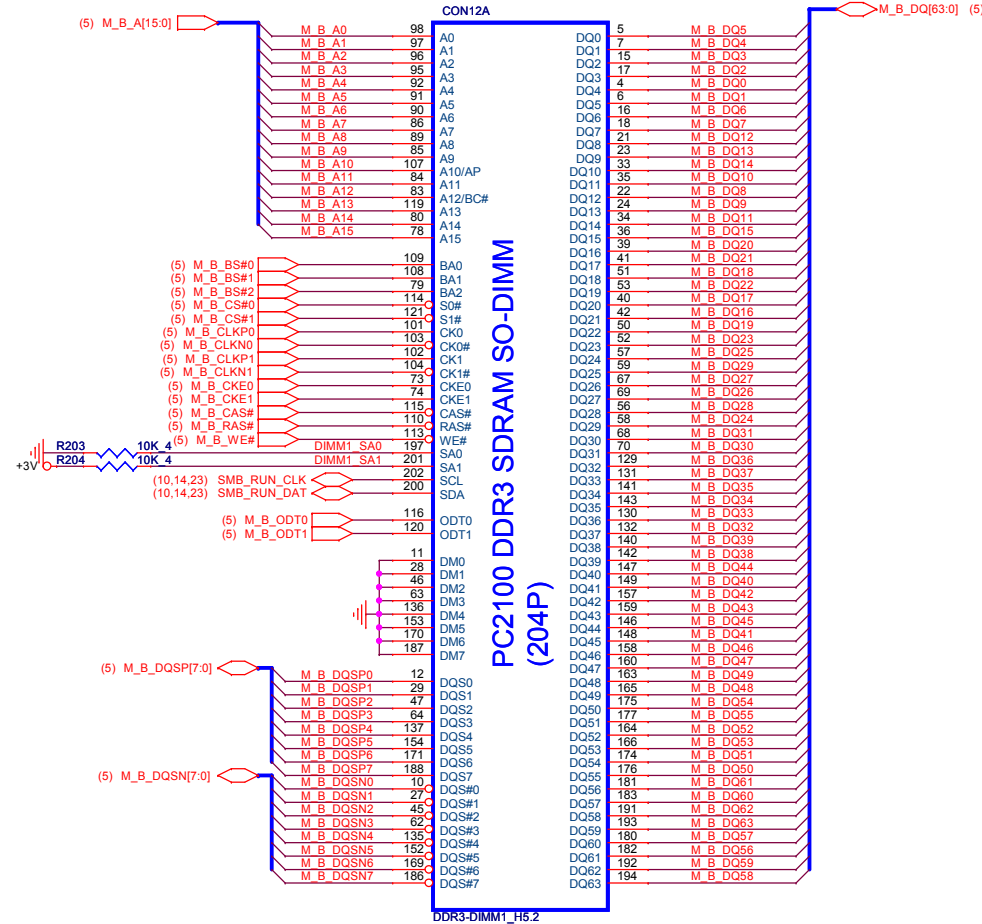 CON12A
(5) M_B_A[15:0]
M_B_A0 98 A0
M_B_A1 97 A1
M_B_A2 96 A2
M_B_A3 95 A3
M_B_A4 92 A4
M_B_A5 91 A5
M_B_A6 90 A6
M_B_A7 86 A7
M_B_A8 89 A8
M_B_A9 85 A9
M_B_A10 107 A10/AP
M_B_A11 84 A11
M_B_A12 83 A12/BC#
M_B_A13 119 A13
M_B_A14 80 A14
M_B_A15 78 A15
(5) M_B_BS#0 109 BA0
(5) M_B_BS#1 108 BA1
(5) M_B_BS#2 79 BA2
(5) M_B_CS#0 114 S0#
(5) M_B_CS#1 121 S1#
(5) M_B_CLKP0 101 CK0
(5) M_B_CLKN0 103 CK0#
(5) M_B_CLKP1 102 CK1
(5) M_B_CLKN1 104 CK1#
(5) M_B_CKE0 73 CKE0
(5) M_B_CKE1 74 CKE1
(5) M_B_CAS# 115 CAS#
(5) M_B_RAS# 110 RAS#
(5) M_B_WE# 113 WE#
R203 10K_4 DIMM1_SA0 197 SA0
+3V R204 10K_4 DIMM1_SA1 201 SA1
(10,14,23) SMB_RUN_CLK 202 SCL
(10,14,23) SMB_RUN_DAT 200 SDA
(5) M_B_ODT0 116 ODT0
(5) M_B_ODT1 120 ODT1
11 DM0
28 DM1
46 DM2
63 DM3
136 DM4
153 DM5
170 DM6
187 DM7
(5) M_B_DQSP[7:0]
M_B_DQSP0 12 DQS0
M_B_DQSP1 29 DQS1
M_B_DQSP2 47 DQS2
M_B_DQSP3 64 DQS3
M_B_DQSP4 137 DQS4
M_B_DQSP5 154 DQS5
M_B_DQSP6 171 DQS6
M_B_DQSP7 188 DQS7
(5) M_B_DQSN[7:0]
M_B_DQSN0 10 DQS#0
M_B_DQSN1 27 DQS#1
M_B_DQSN2 45 DQS#2
M_B_DQSN3 62 DQS#3
M_B_DQSN4 135 DQS#4
M_B_DQSN5 152 DQS#5
M_B_DQSN6 169 DQS#6
M_B_DQSN7 186 DQS#7
PC2100 DDR3 SDRAM SO-DIMM
(204P)
M_B_DQ[63:0] (5)
DQ0 5 M_B_DQ5
DQ1 7 M_B_DQ4
DQ2 15 M_B_DQ3
DQ3 17 M_B_DQ2
DQ4 4 M_B_DQ0
DQ5 6 M_B_DQ1
DQ6 16 M_B_DQ6
DQ7 18 M_B_DQ7
DQ8 21 M_B_DQ12
DQ9 23 M_B_DQ13
DQ10 33 M_B_DQ14
DQ11 35 M_B_DQ10
DQ12 22 M_B_DQ8
DQ13 24 M_B_DQ9
DQ14 34 M_B_DQ11
DQ15 36 M_B_DQ15
DQ16 39 M_B_DQ20
DQ17 41 M_B_DQ21
DQ18 51 M_B_DQ18
DQ19 53 M_B_DQ22
DQ20 40 M_B_DQ17
DQ21 42 M_B_DQ16
DQ22 50 M_B_DQ19
DQ23 52 M_B_DQ23
DQ24 57 M_B_DQ25
DQ25 59 M_B_DQ29
DQ26 67 M_B_DQ27
DQ27 69 M_B_DQ26
DQ28 56 M_B_DQ28
DQ29 58 M_B_DQ24
DQ30 68 M_B_DQ31
DQ31 70 M_B_DQ30
DQ32 129 M_B_DQ36
DQ33 131 M_B_DQ37
DQ34 141 M_B_DQ35
DQ35 143 M_B_DQ34
DQ36 130 M_B_DQ33
DQ37 132 M_B_DQ32
DQ38 140 M_B_DQ39
DQ39 142 M_B_DQ38
DQ40 147 M_B_DQ44
DQ41 149 M_B_DQ40
DQ42 157 M_B_DQ42
DQ43 159 M_B_DQ43
DQ44 146 M_B_DQ45
DQ45 148 M_B_DQ41
DQ46 158 M_B_DQ46
DQ47 160 M_B_DQ47
DQ48 163 M_B_DQ49
DQ49 165 M_B_DQ48
DQ50 175 M_B_DQ54
DQ51 177 M_B_DQ55
DQ52 164 M_B_DQ52
DQ53 166 M_B_DQ53
DQ54 174 M_B_DQ51
DQ55 176 M_B_DQ50
DQ56 181 M_B_DQ61
DQ57 183 M_B_DQ60
DQ58 191 M_B_DQ62
DQ59 193 M_B_DQ63
DQ60 180 M_B_DQ57
DQ61 182 M_B_DQ56
DQ62 192 M_B_DQ59
DQ63 194 M_B_DQ58
DDR3-DIMM1_H5.2